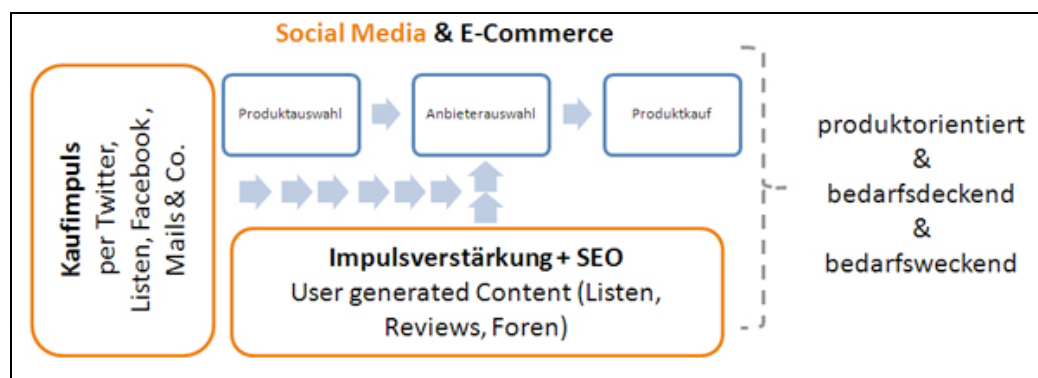 Social Media & E-Commerce
Kaufimpuls
per Twitter,
Listen, Facebook ,
Mails & Co.
Produktauswahl
Anbieterauswahl
Produktkauf
Impulsverstärkung + SEO
User generated Content (Listen,
Reviews, Foren)
produktorientiert
&
bedarfsdeckend
&
bedarfsweckend